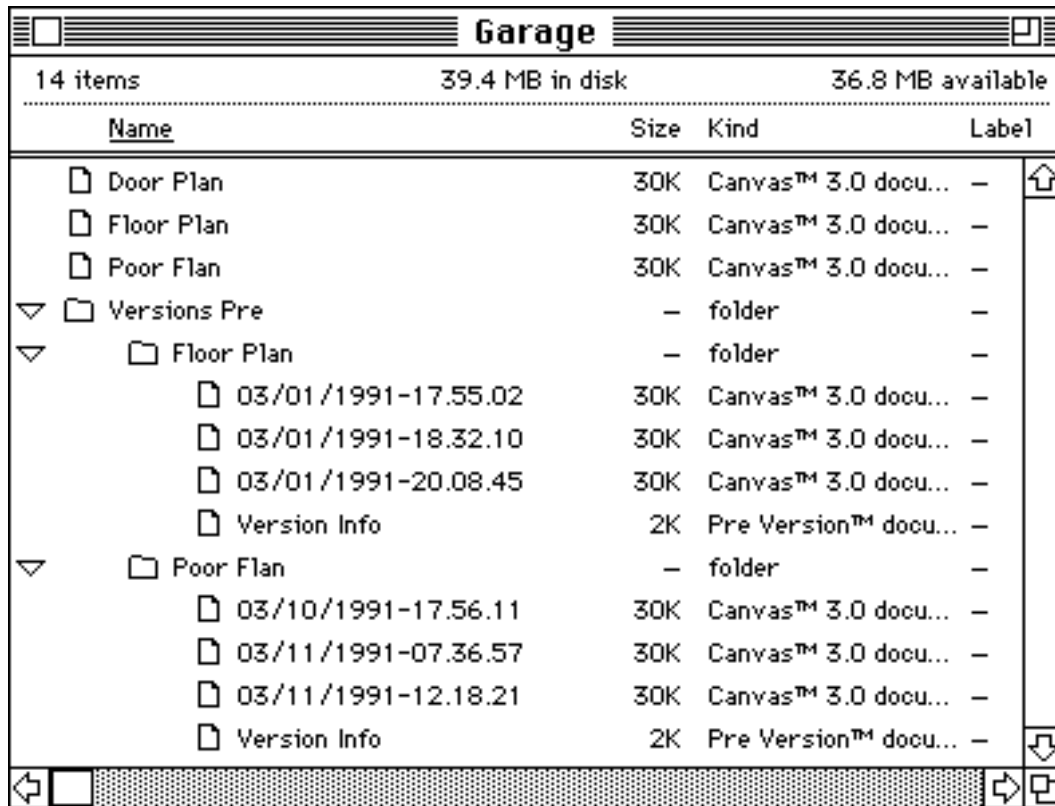 Garage
14 items 39.4 MB in disk 36.8 MB available
Name Size Kind Label
Door Plan 30K Canvas™ 3.0 docu... –
Floor Plan 30K Canvas™ 3.0 docu... –
Poor Flan 30K Canvas™ 3.0 docu... –
Versions Pre – folder –
Floor Plan – folder –
03/01/1991-17.55.02 30K Canvas™ 3.0 docu... –
03/01/1991-18.32.10 30K Canvas™ 3.0 docu... –
03/01/1991-20.08.45 30K Canvas™ 3.0 docu... –
Version Info 2K Pre Version™ docu... –
Poor Flan – folder –
03/10/1991-17.56.11 30K Canvas™ 3.0 docu... –
03/11/1991-07.36.57 30K Canvas™ 3.0 docu... –
03/11/1991-12.18.21 30K Canvas™ 3.0 docu... –
Version Info 2K Pre Version™ docu... –